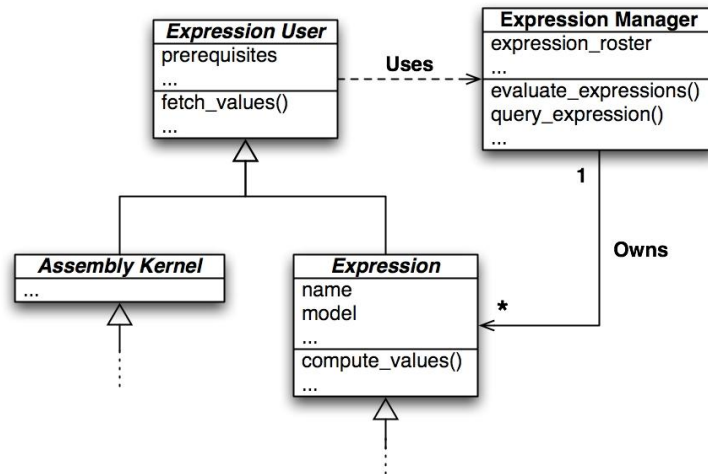 Expression User
prerequisites
...
fetch_values()
...
Uses
Expression Manager
expression_roster
...
evaluate_expressions()
query_expression()
...
1
Owns
*
Assembly Kernel
...
Expression
name
model
...
compute_values()
...